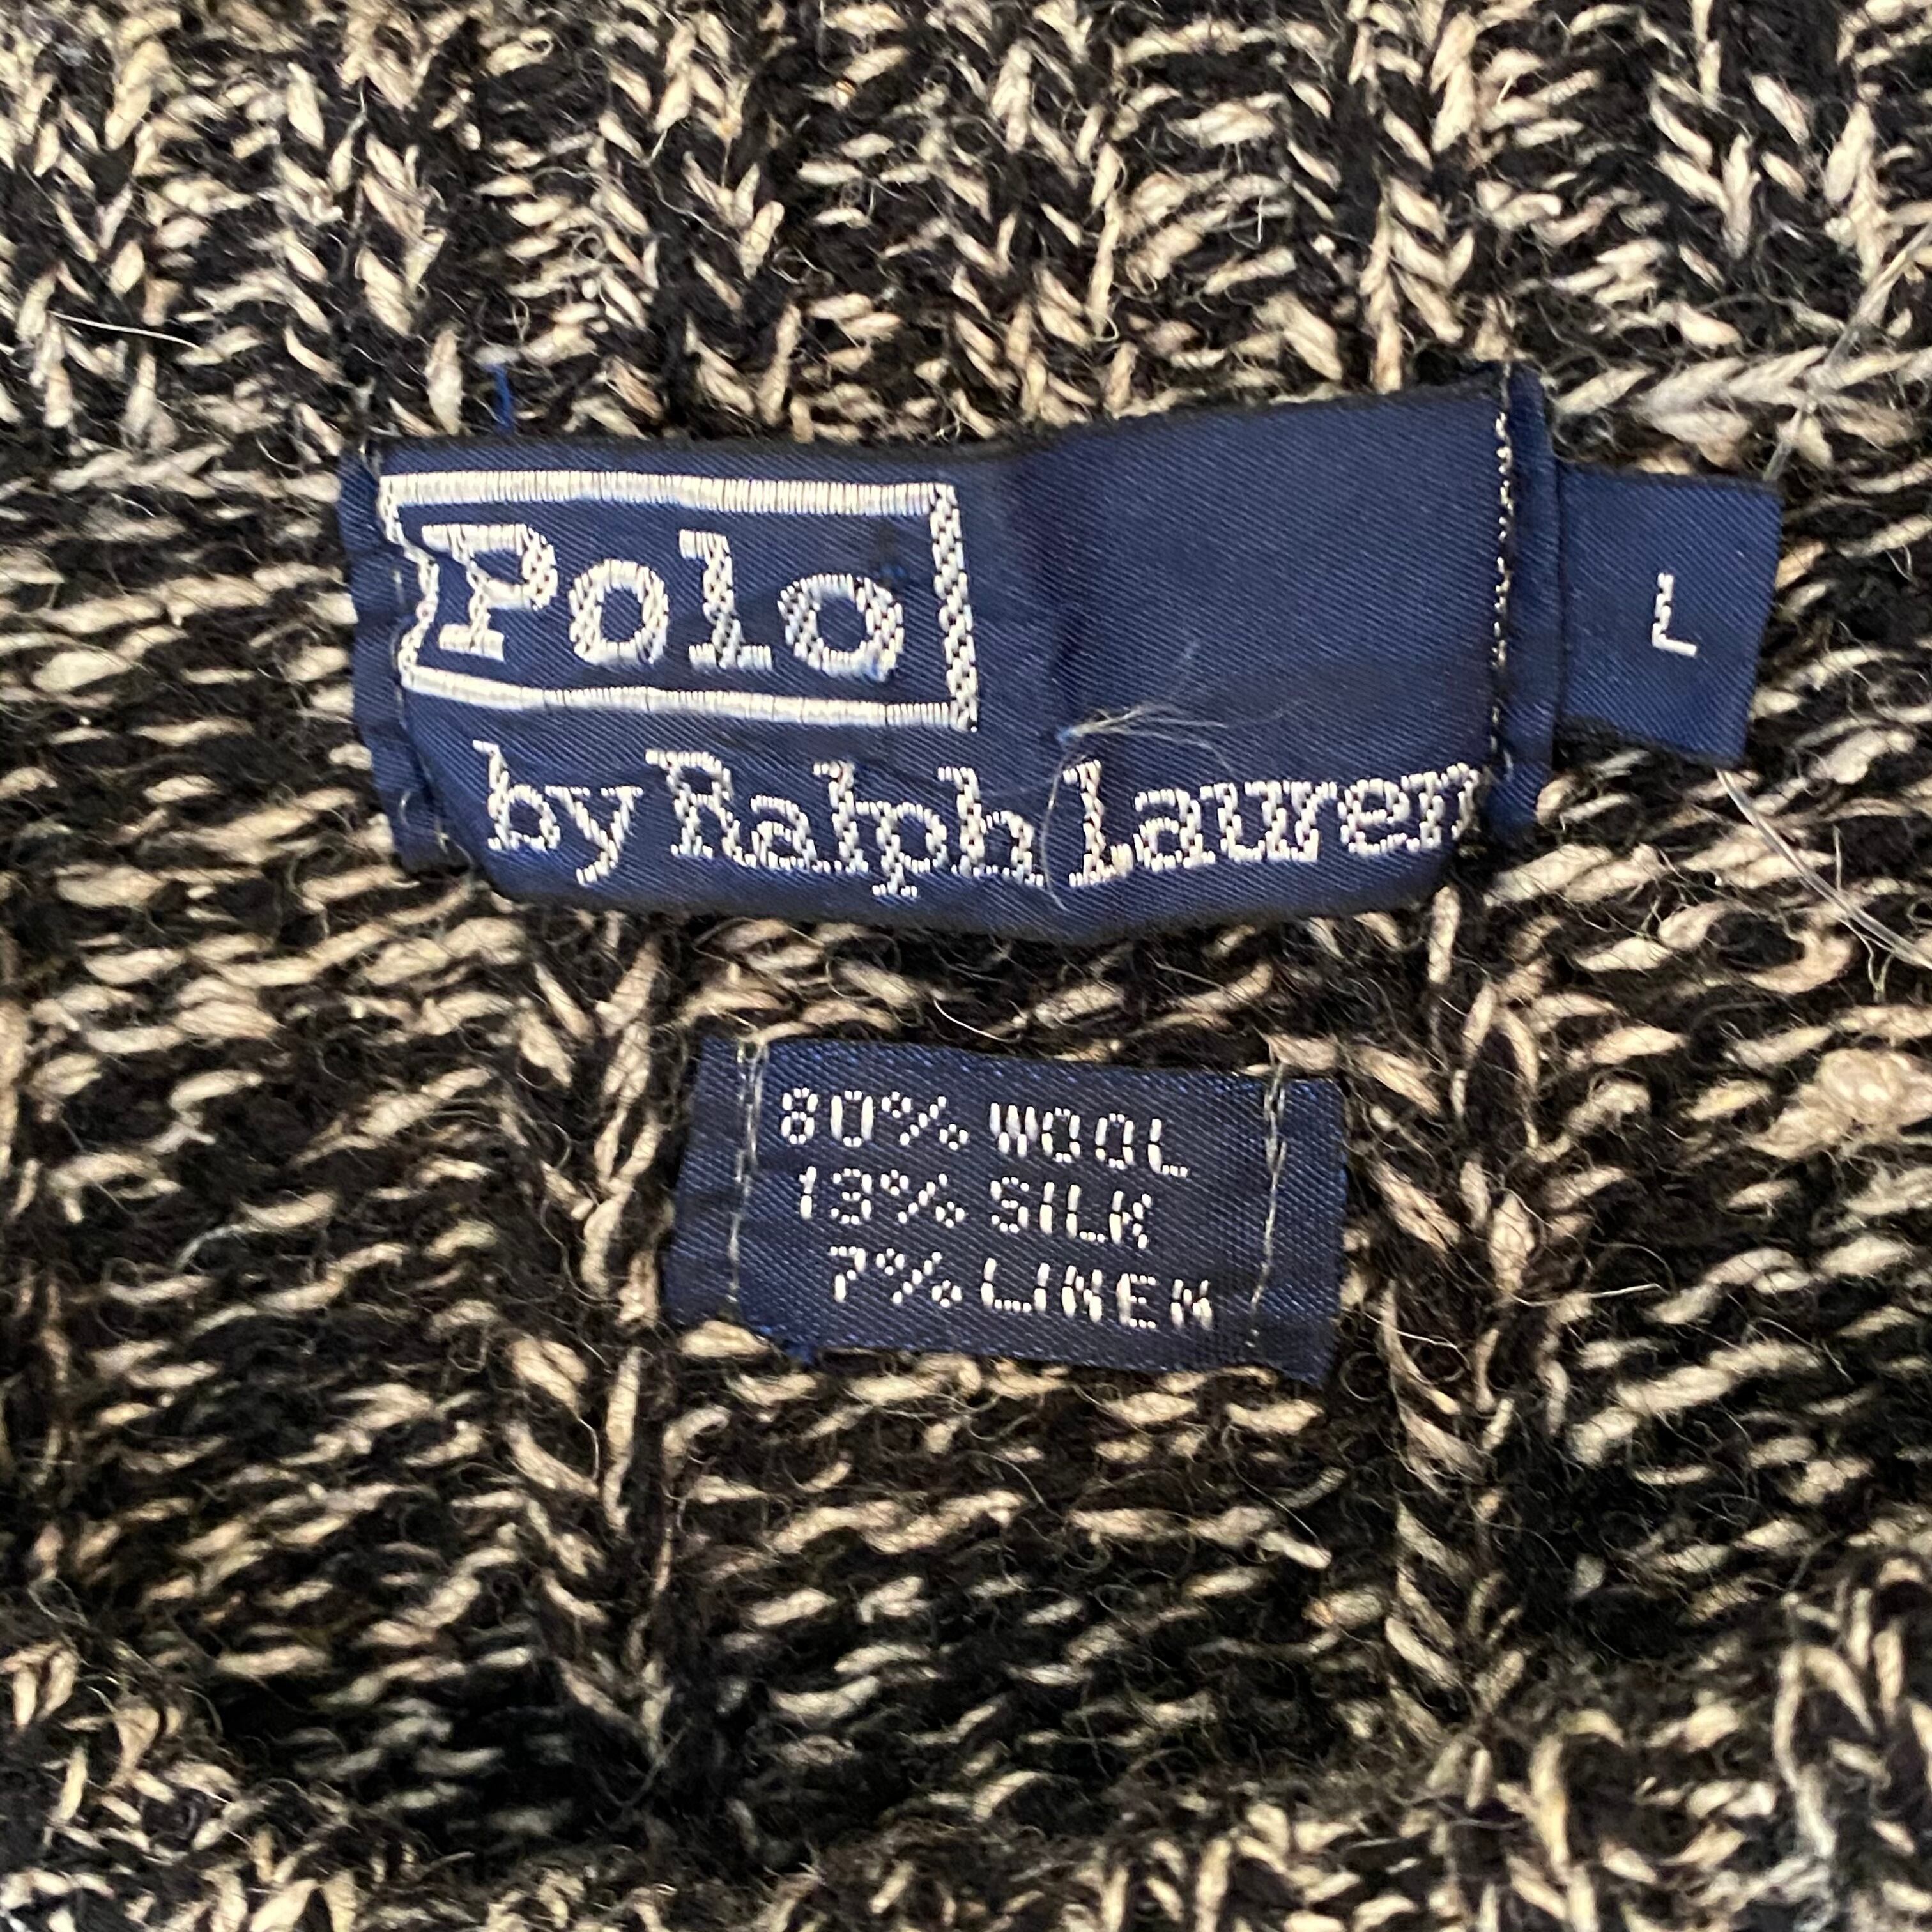 Polo
by Ralph Lauren
L
80% WOOL
13% SILK
7% LINEN